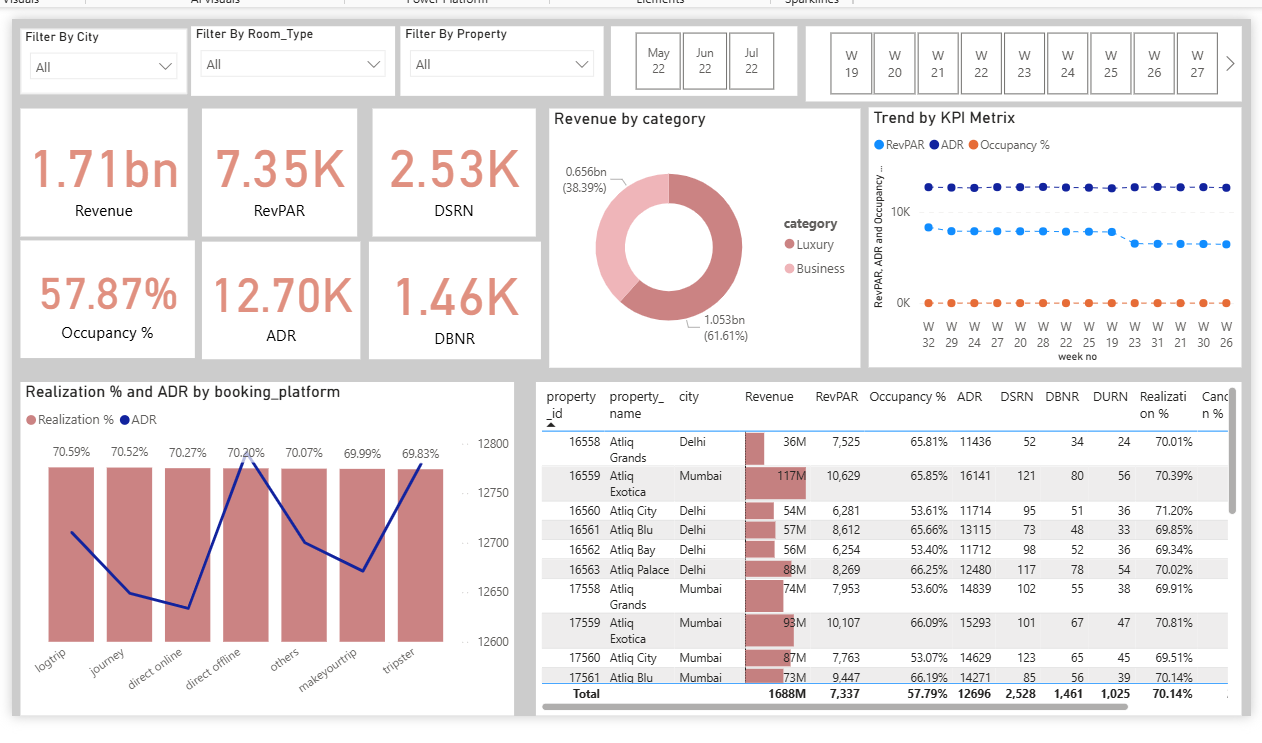 Visuals
AI visuals
Power Platform
Elements
Sparklines
Filter By City
All
Filter By Room_Type
All
Filter By Property
All
May
22
Jun
22
Jul
22
W
19
W
20
W
21
W
22
W
23
W
24
W
25
W
26
W
27
1.71bn
Revenue
7.35K
RevPAR
2.53K
DSRN
57.87%
Occupancy %
12.70K
ADR
1.46K
DBNR
Revenue by category
0.656bn
(38.39%)
1.053bn
(61.61%)
category
Luxury
Business
Trend by KPI Metrix
RevPAR ADR Occupancy %
RevPAR, ADR and Occupancy ...
10K
0K
W W W W W W W W W W W W W W
32 29 24 27 20 28 22 25 19 23 31 21 30 26
week no
Realization % and ADR by booking_platform
Realization % ADR
70.59% 70.52% 70.27% 70.20% 70.07% 69.99% 69.83%
12800
12750
12700
12650
12600
logtrip
journey
direct online
direct offline
others
makeyourtrip
tripster
property property_ city Revenue RevPAR Occupancy % ADR DSRN DBNR DURN Realizati Canc
_id name on % n %
16558 Atliq Delhi 36M 7,525 65.81% 11436 52 34 24 70.01%
Grands
16559 Atliq Mumbai 117M 10,629 65.85% 16141 121 80 56 70.39%
Exotica
16560 Atliq City Delhi 54M 6,281 53.61% 11714 95 51 36 71.20%
16561 Atliq Blu Delhi 57M 8,612 65.66% 13115 73 48 33 69.85%
16562 Atliq Bay Delhi 56M 6,254 53.40% 11712 98 52 36 69.34%
16563 Atliq Palace Delhi 88M 8,269 66.25% 12480 117 78 54 70.02%
17558 Atliq Mumbai 74M 7,953 53.60% 14839 102 55 38 69.91%
Grands
17559 Atliq Mumbai 93M 10,107 66.09% 15293 101 67 47 70.81%
Exotica
17560 Atliq City Mumbai 87M 7,763 53.07% 14629 123 65 45 69.51%
17561 Atliq Blu Mumbai 73M 9,447 66.19% 14271 85 56 39 70.14%
Total 1688M 7,337 57.79% 12696 2,528 1,461 1,025 70.14%